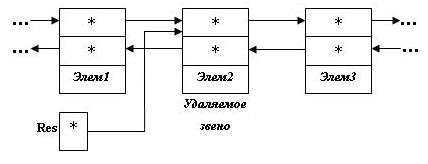 ... * * * ...
... * * * ...
Элем1 Элем2 Элем3
Удаляемое
звено
Res *